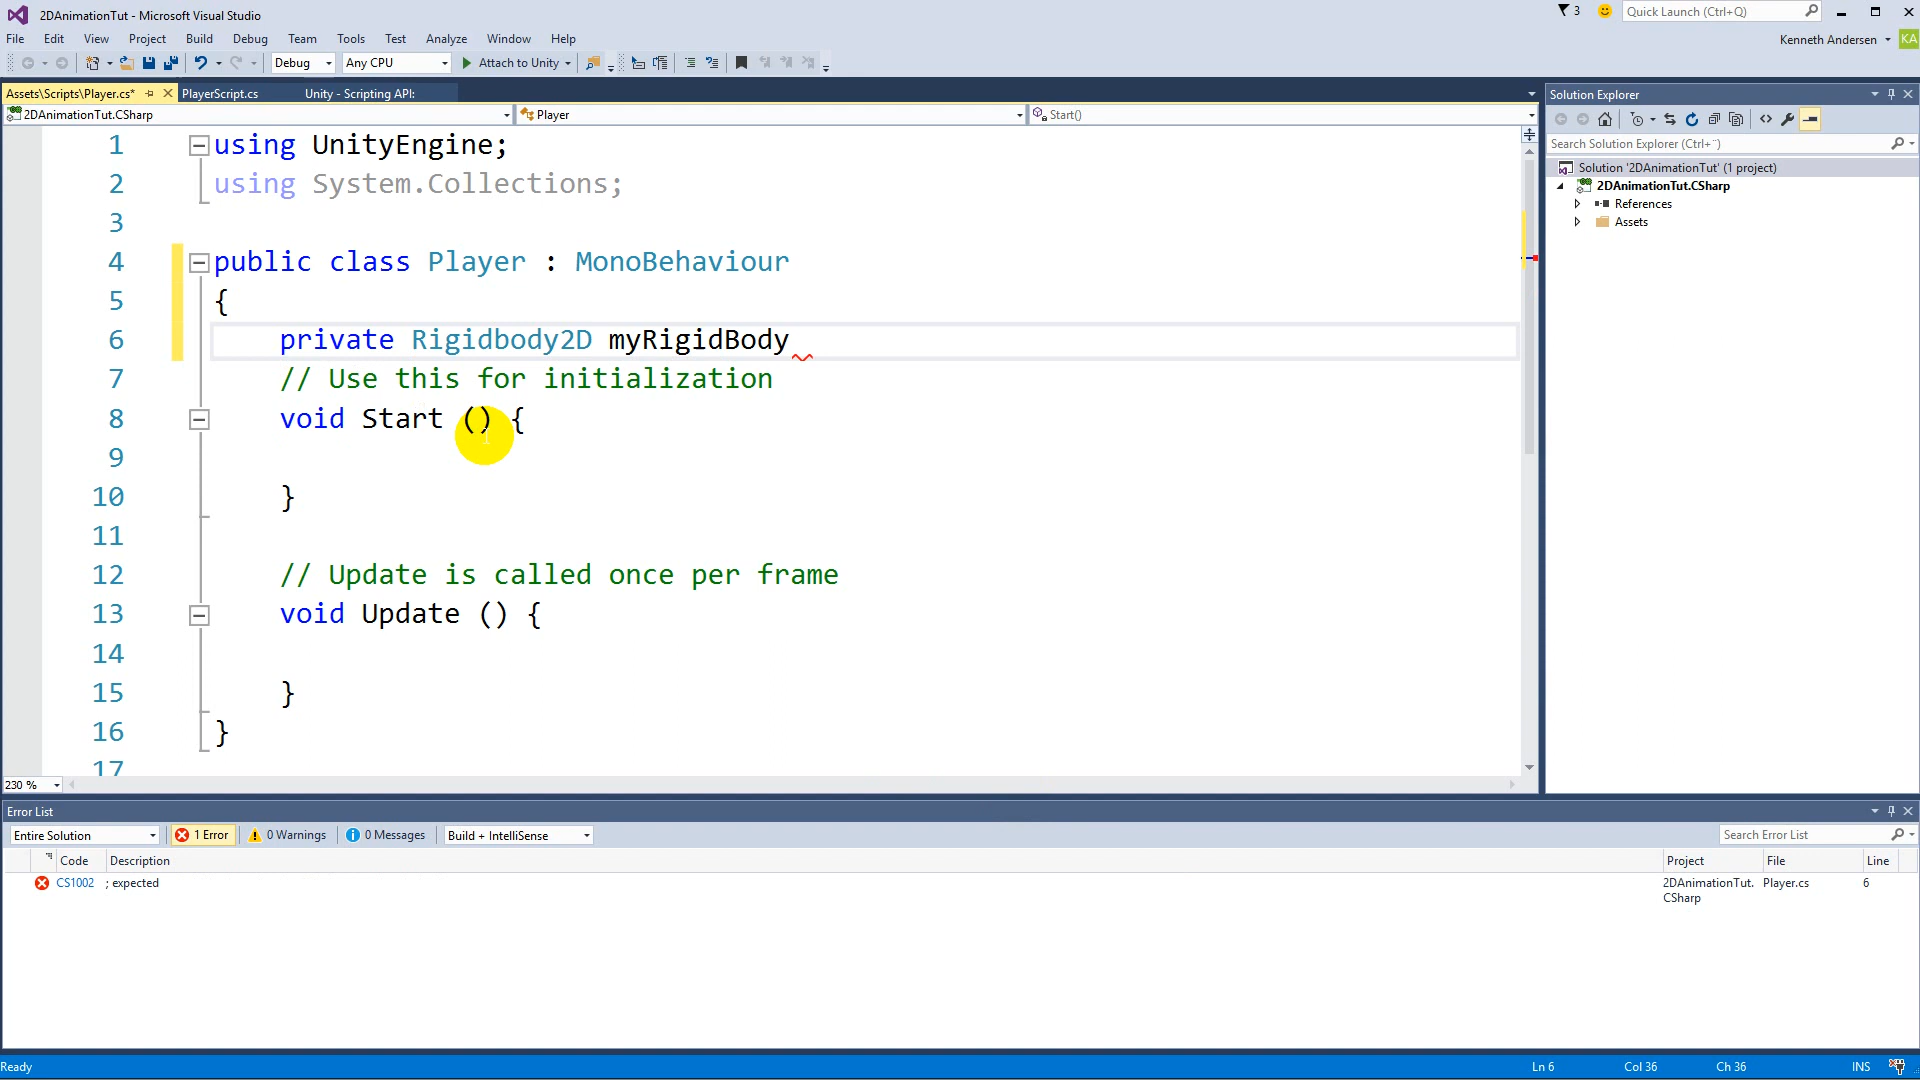 2DAnimationTut - Microsoft Visual Studio
3
Quick Launch (Ctrl+Q)
File Edit View Project Build Debug Team Tools Test Analyze Window Help
Kenneth Andersen
KA
Debug
Any CPU
Attach to Unity
Assets\Scripts\Player.cs*
PlayerScript.cs
Unity - Scripting API:
2DAnimationTut.CSharp
Player
Start()
1 using UnityEngine;
2 using System.Collections;
3
4 public class Player : MonoBehaviour
5 {
6 private Rigidbody2D myRigidBody
7 // Use this for initialization
8 void Start () {
9
10 }
11
12 // Update is called once per frame
13 void Update () {
14
15 }
16 }
17
230 %
Solution Explorer
Search Solution Explorer (Ctrl+¨)
Solution '2DAnimationTut' (1 project)
2DAnimationTut.CSharp
References
Assets
Error List
Entire Solution
1 Error
0 Warnings
0 Messages
Build + IntelliSense
Search Error List
Code Description Project File Line
CS1002 ; expected 2DAnimationTut. Player.cs 6
CSharp
Ready Ln 6 Col 36 Ch 36 INS